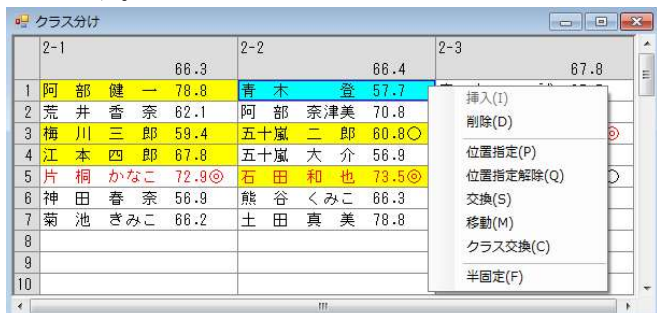 クラス分け
2-1 2-2 2-3
66.3 66.4 67.8
1 阿部健一 78.8 青木登 57.7
2 荒井香奈 62.1 阿部奈津美 70.8
3 梅川三郎 59.4 五十嵐二郎 60.8○ ◎
4 江本四郎 67.8 五十嵐大介 56.9
5 片桐かなこ 72.9◎ 石田和也 73.5◎ ○
6 神田春奈 56.9 熊谷くみこ 66.3
7 菊池きみこ 66.2 土田真美 78.8
8
9
10
挿入(I)
削除(D)
位置指定(P)
位置指定解除(Q)
交換(S)
移動(M)
クラス交換(C)
半固定(F)